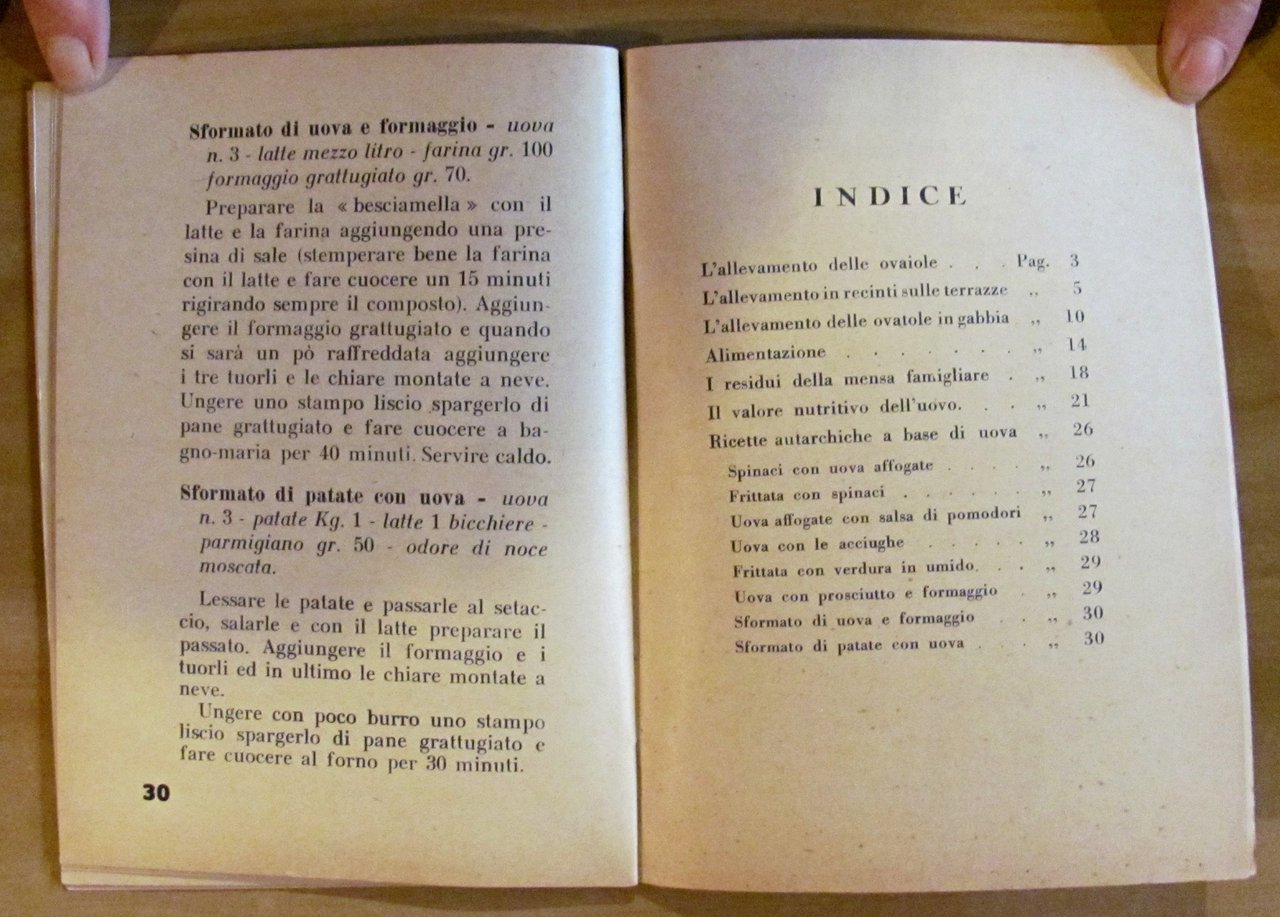 Sformato di uova e formaggio - uova
n. 3 - latte mezzo litro - farina gr. 100
formaggio grattugiato gr. 70.
Preparare la « besciamella » con il
latte e la farina aggiungendo una pre-
sina di sale (stemperare bene la farina
con il latte e fare cuocere un 15 minuti
rigirando sempre il composto). Aggiun-
gere il formaggio grattugiato e quando
si sarà un pò raffreddata aggiungere
i tre tuorli e le chiare montate a neve.
Ungere uno stampo liscio spargerlo di
pane grattugiato e fare cuocere a ba-
gno-maria per 40 minuti. Servire caldo.
Sformato di patate con uova - uova
n. 3 - patate Kg. 1 - latte 1 bicchiere -
parmigiano gr. 50 - odore di noce
moscata.
Lessare le patate e passarle al setac-
cio, salarle e con il latte preparare il
passato. Aggiungere il formaggio e i
tuorli ed in ultimo le chiare montate a
neve.
Ungere con poco burro uno stampo
liscio spargerlo di pane grattugiato e
fare cuocere al forno per 30 minuti.
30
INDICE
L'allevamento delle ovaiole . . . Pag. 3
L'allevamento in recinti sulle terrazze „ 5
L'allevamento delle ovatole in gabbia „ 10
Alimentazione . . . . . . . „ 14
I residui della mensa famigliare . „ 18
Il valore nutritivo dell'uovo. . . „ 21
Ricette autarchiche a base di uova „ 26
Spinaci con uova affogate . . . . „ 26
Frittata con spinaci . . . . . . „ 27
Uova affogate con salsa di pomodori „ 27
Uova con le acciughe . . . . . „ 28
Frittata con verdura in umido. . . „ 29
Uova con prosciutto e formaggio . „ 29
Sformato di uova e formaggio . . „ 30
Sformato di patate con uova . . . „ 30